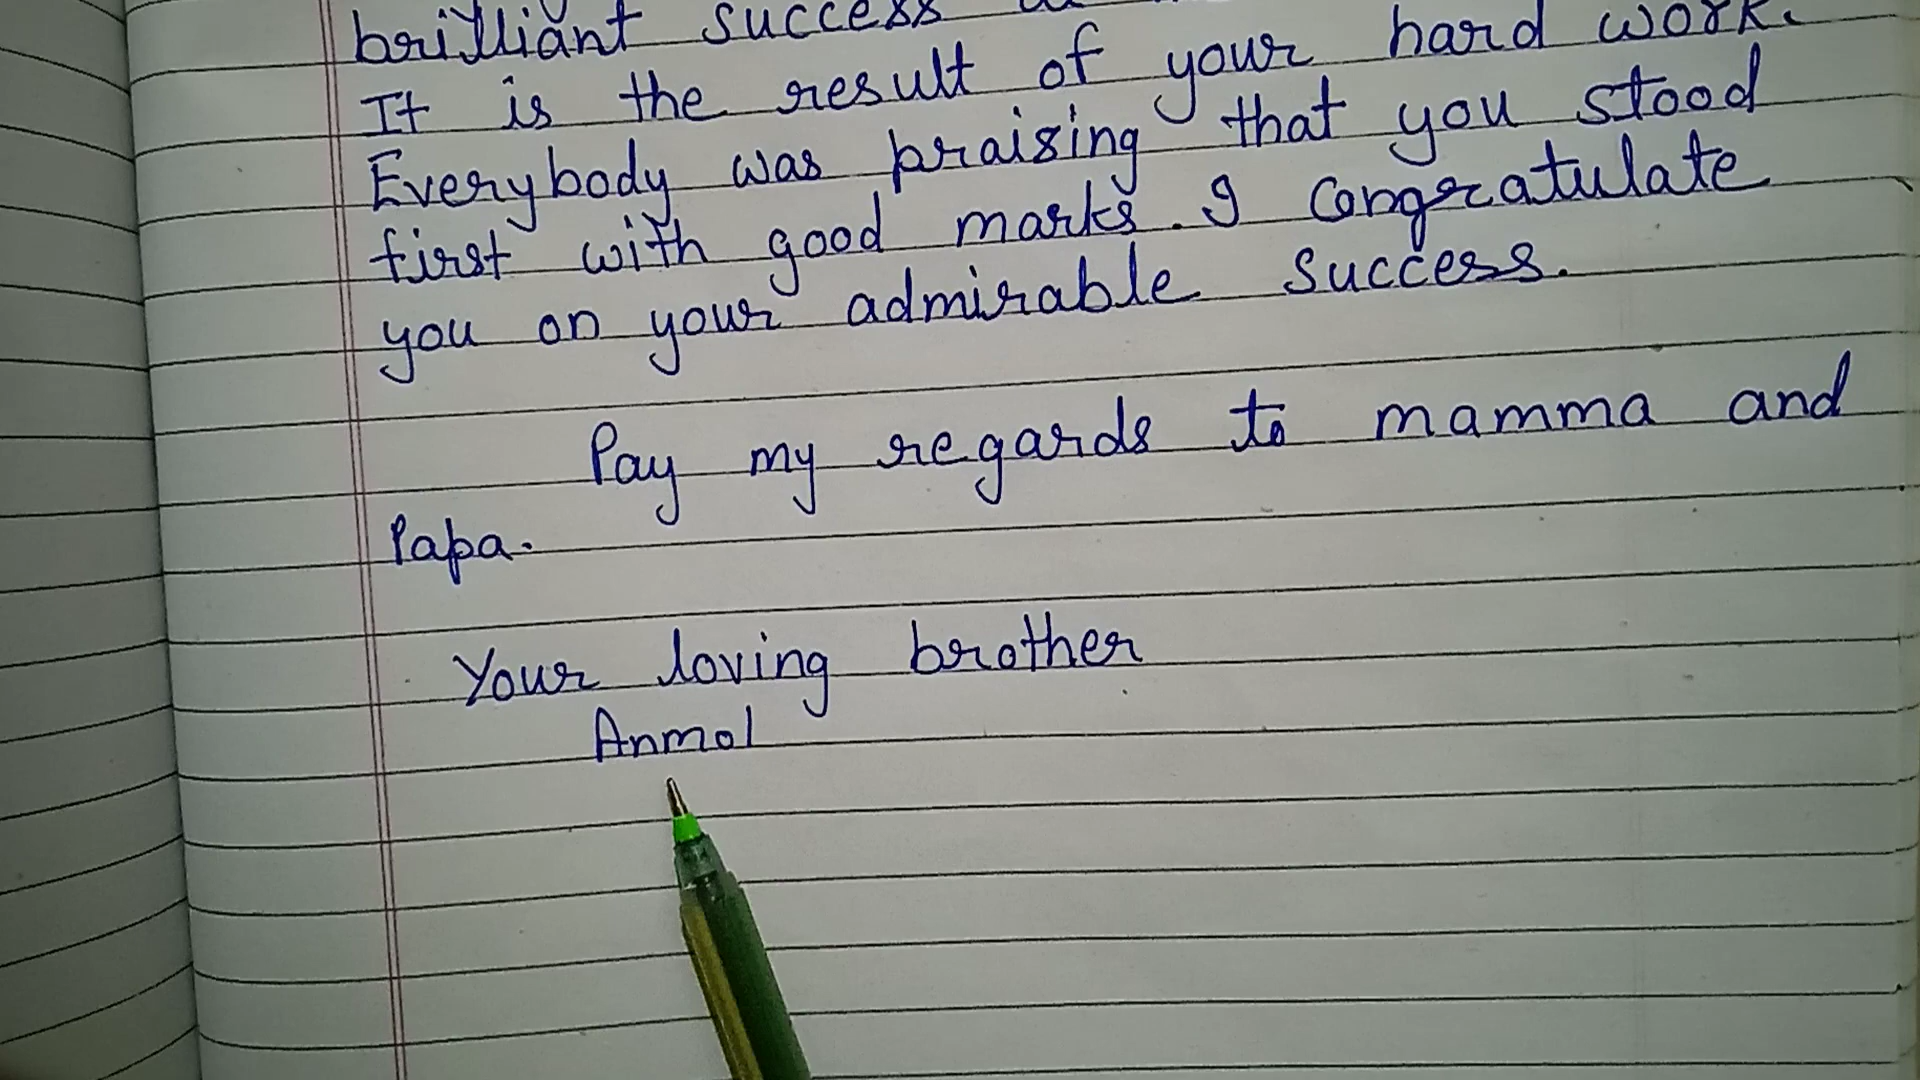 brilliant success
It is the result of your hard work.
Everybody was praising that you stood
first with good marks. I congratulate
you on your admirable success.
Pay my regards to mamma and
Papa.
Your loving brother
Anmol